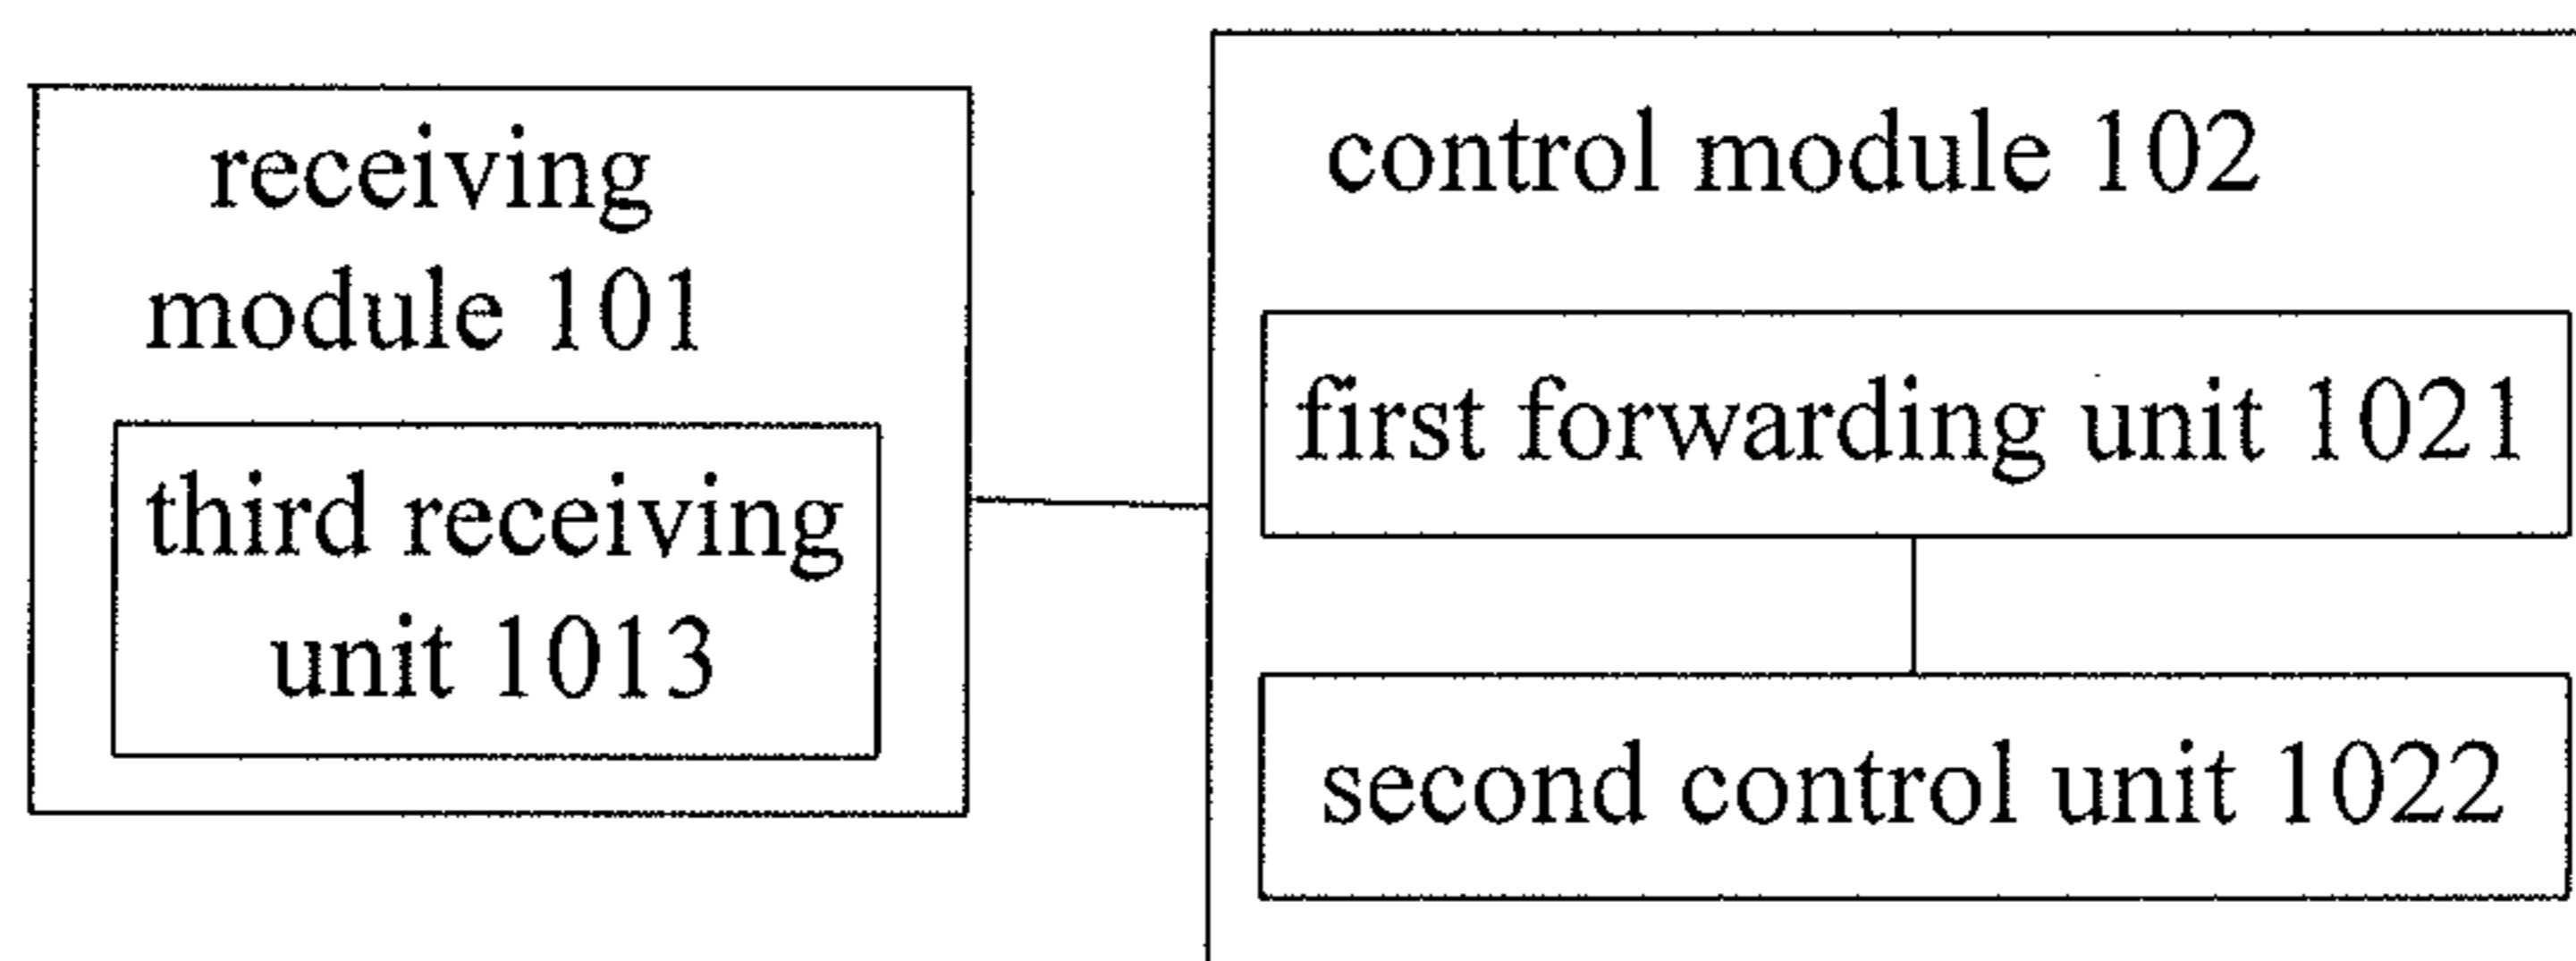 receiving
module 101
third receiving
unit 1013
control module 102
first forwarding unit 1021
second control unit 1022